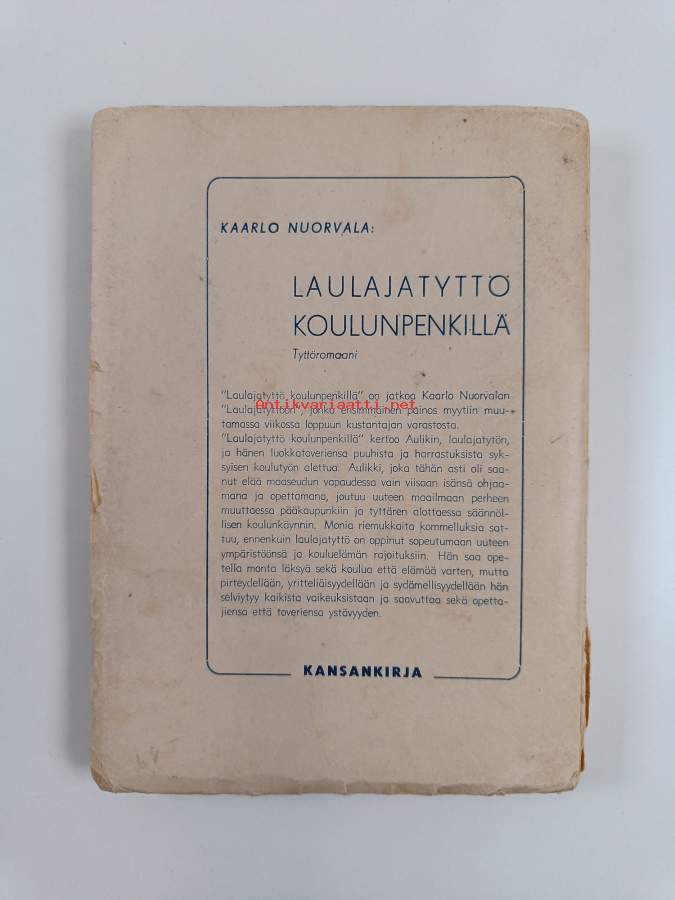 KAARLO NUORVALA:
LAULAJATYTTÖ
KOULUNPENKILLÄ
Tyttöromaani
"Laulajatyttö koulunpenkillä" on jatkoa Kaarlo Nuorvalan
Antikvariaatti.net
"Laulajatyttöön", jonka ensimmäinen painos myytiin muu-
tamassa viikossa loppuun kustantajan varastosta.
"Laulajatyttö koulunpenkillä" kertoo Aulikin, laulajatytön,
ja hänen luokkatoveriensa puuhista ja harrastuksista syk-
syisen koulutyön alettua. Aulikki, joka tähän asti oli saa-
nut elää maaseudun vapaudessa vain viisaan isänsä ohjaa-
mana ja opettamana, joutuu uuteen maailmaan perheen
muuttaessa pääkaupunkiin ja tyttären alottaessa säännöl-
lisen koulunkäynnin. Monia riemukkaita kommelluksia sat-
tuu, ennenkuin laulajatyttö on oppinut sopeutumaan uuteen
ympäristöönsä ja kouluelämän rajoituksiin. Hän saa ope-
tella monta läksyä sekä koulua että elämää varten, mutta
pirteydellään, yritteliäisyydellään ja sydämellisyydellään hän
selviytyy kaikista vaikeuksistaan ja saavuttaa sekä opetta-
jiensa että toveriensa ystävyyden.
KANSANKIRJA